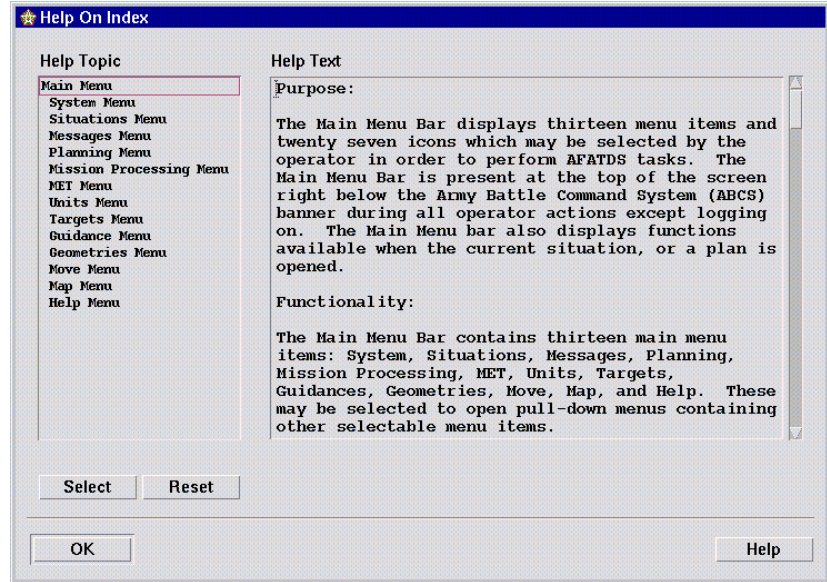 Help On Index
Help Topic
Main Menu
System Menu
Situations Menu
Messages Menu
Planning Menu
Mission Processing Menu
MET Menu
Units Menu
Targets Menu
Guidance Menu
Geometries Menu
Move Menu
Map Menu
Help Menu
Help Text
Purpose:
The Main Menu Bar displays thirteen menu items and
twenty seven icons which may be selected by the
operator in order to perform AFATDS tasks.  The
Main Menu Bar is present at the top of the screen
right below the Army Battle Command System (ABCS)
banner during all operator actions except logging
on.  The Main Menu bar also displays functions
available when the current situation, or a plan is
opened.
Functionality:
The Main Menu Bar contains thirteen main menu
items: System, Situations, Messages, Planning,
Mission Processing, MET, Units, Targets,
Guidances, Geometries, Move, Map, and Help.  These
may be selected to open pull-down menus containing
other selectable menu items.
Select
Reset
OK
Help